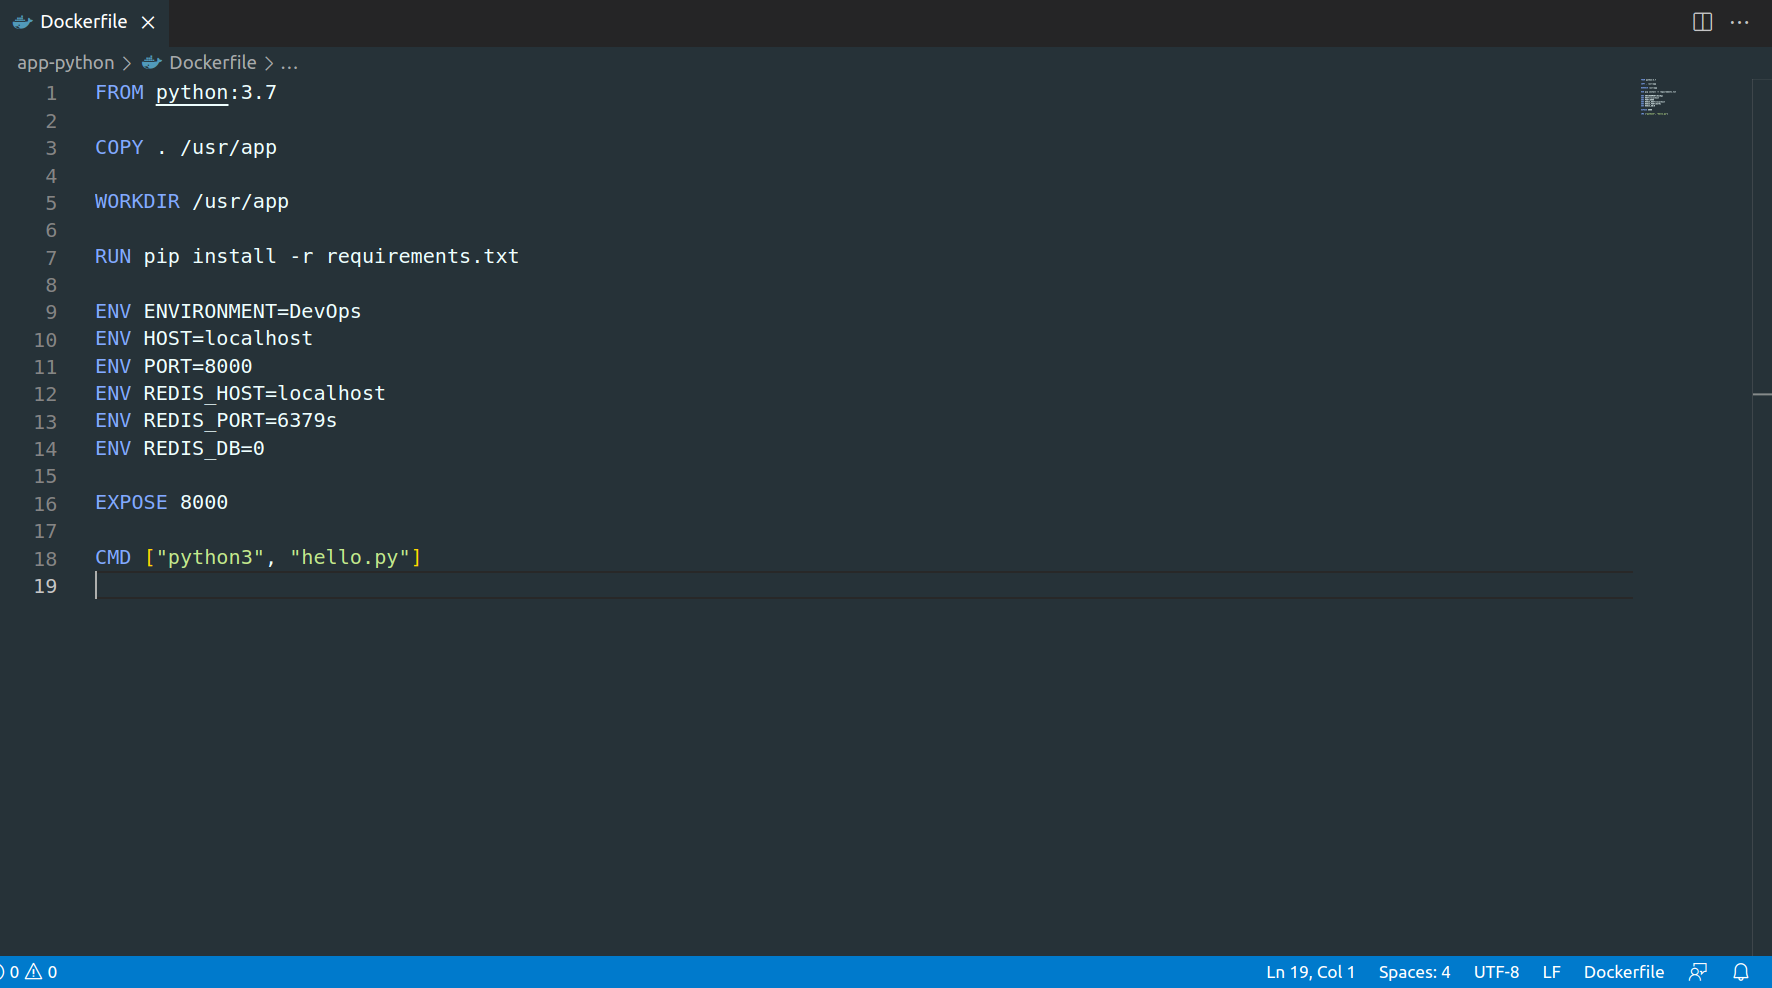 Dockerfile
app-python > Dockerfile > ...
1 FROM python:3.7
2
3 COPY . /usr/app
4
5 WORKDIR /usr/app
6
7 RUN pip install -r requirements.txt
8
9 ENV ENVIRONMENT=DevOps
10 ENV HOST=localhost
11 ENV PORT=8000
12 ENV REDIS_HOST=localhost
13 ENV REDIS_PORT=6379s
14 ENV REDIS_DB=0
15
16 EXPOSE 8000
17
18 CMD ["python3", "hello.py"]
19
0 0 Ln 19, Col 1 Spaces: 4 UTF-8 LF Dockerfile